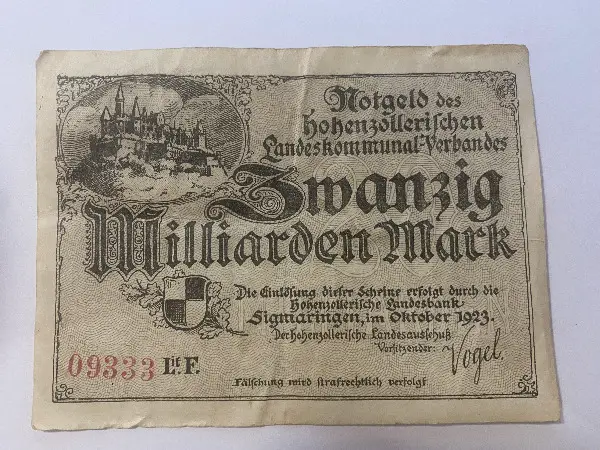 Notgeld des
Hohenzollerischen
Landeskommunal-Verbandes
Zwanzig
Milliarden Mark
Die Einlösung dieser Scheine erfolgt durch die
Hohenzollerische Landesbank
Sigmaringen, im Oktober 1923.
Der hohenzollerische Landesausschuß
Vorsitzender: Vogel.
09333 Lit. F.
Fälschung wird strafrechtlich verfolgt